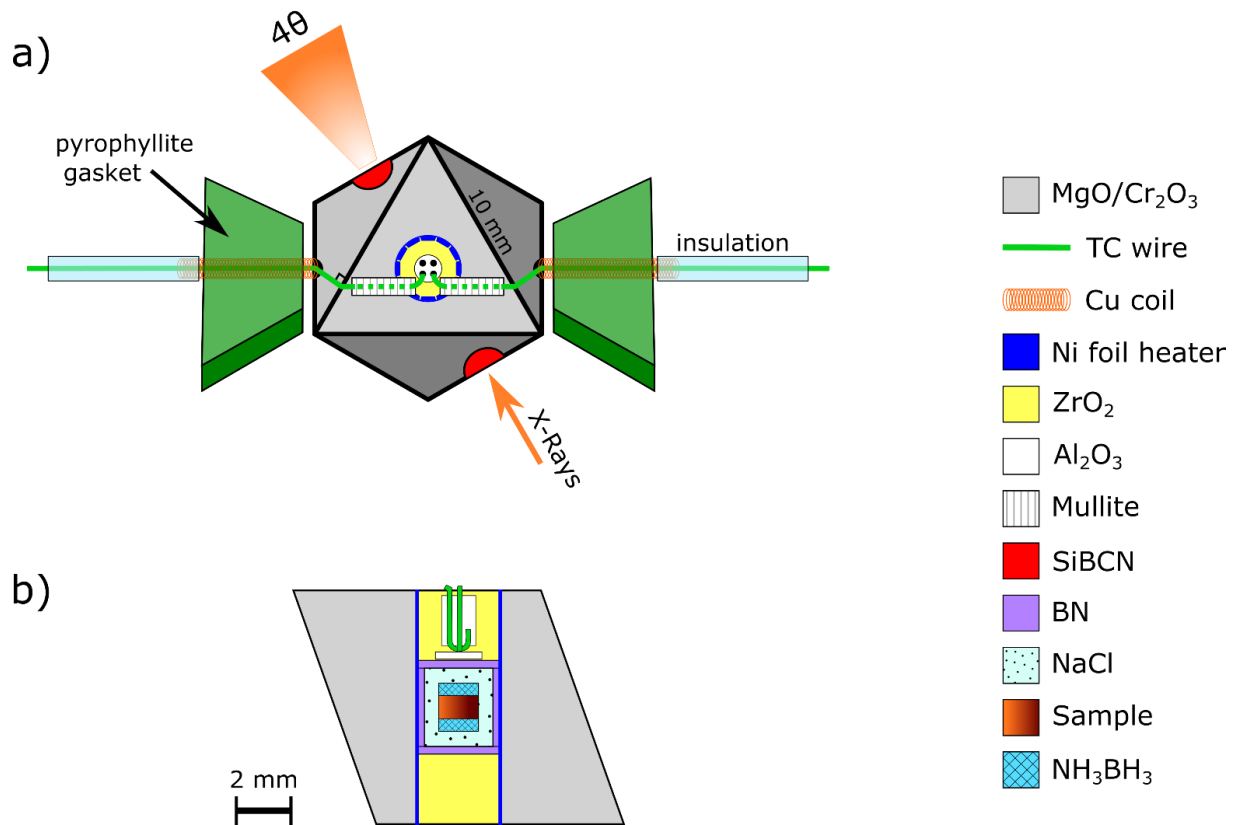 a)
4θ
pyrophyllite
gasket
10 mm
insulation
X-Rays
b)
2 mm
MgO/Cr₂O₃
TC wire
Cu coil
Ni foil heater
ZrO₂
Al₂O₃
Mullite
SiBCN
BN
NaCl
Sample
NH₃BH₃